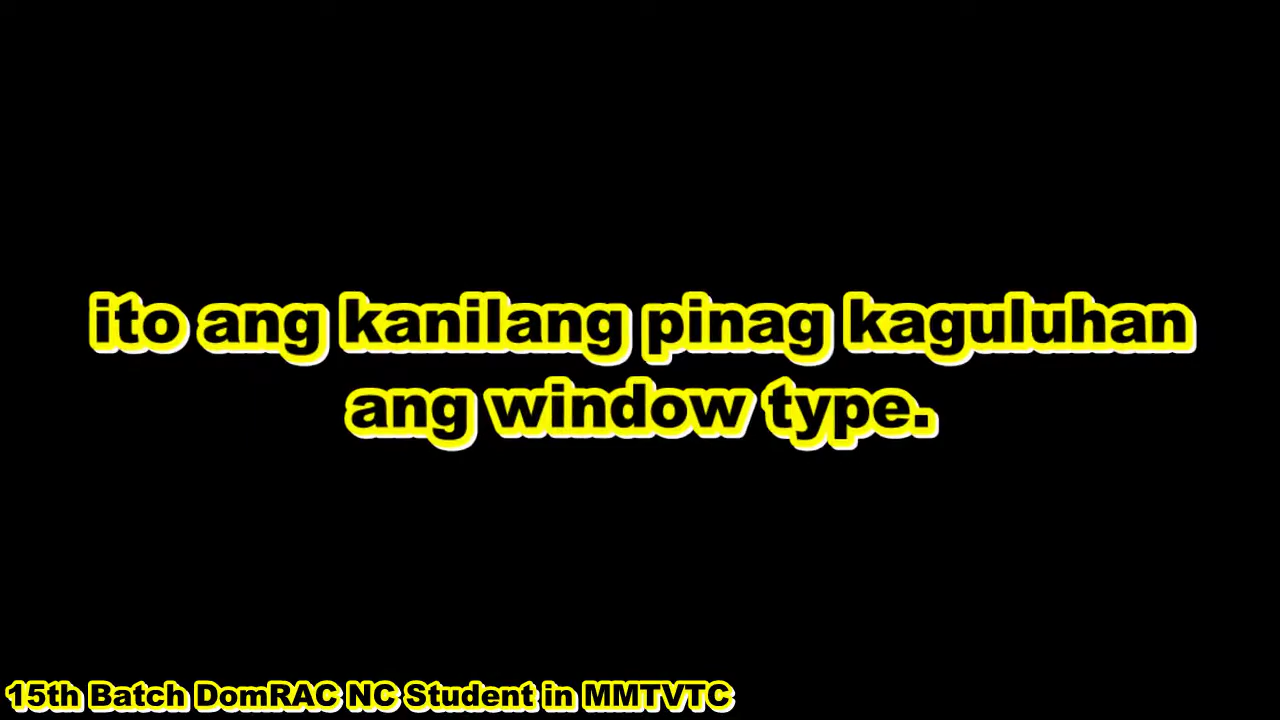 ito ang kanilang pinag kaguluhan
ang window type.
15th Batch DomRAC NC Student in MMTVTC